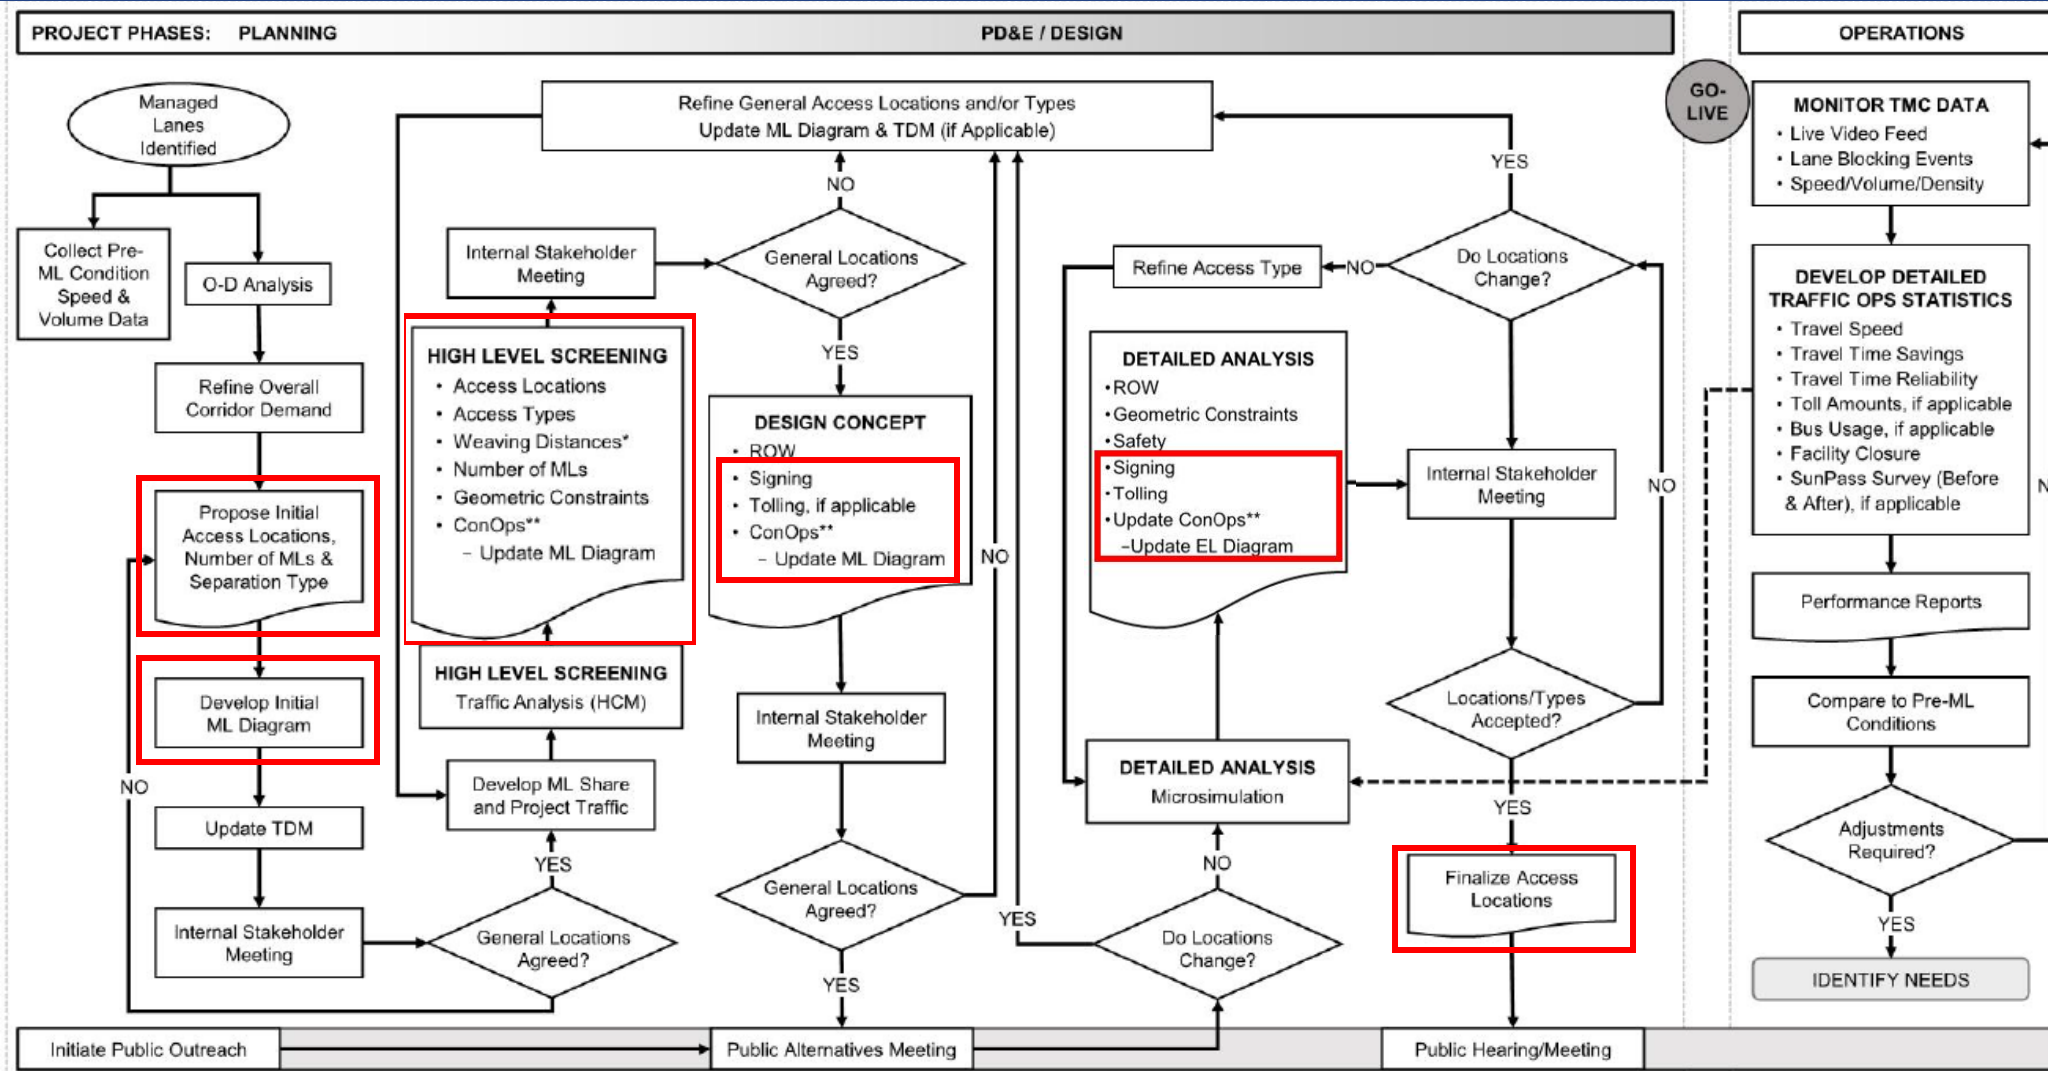 PROJECT PHASES: PLANNING
PD&E / DESIGN
OPERATIONS
GO-
LIVE
Managed
Lanes
Identified
Collect Pre-
ML Condition
Speed &
Volume Data
O-D Analysis
Refine Overall
Corridor Demand
Propose Initial
Access Locations,
Number of MLs &
Separation Type
Develop Initial
ML Diagram
NO
Update TDM
Internal Stakeholder
Meeting
General Locations
Agreed?
YES
Develop ML Share
and Project Traffic
HIGH LEVEL SCREENING
Traffic Analysis (HCM)
HIGH LEVEL SCREENING
• Access Locations
• Access Types
• Weaving Distances*
• Number of MLs
• Geometric Constraints
• ConOps**
– Update ML Diagram
Internal Stakeholder
Meeting
General Locations
Agreed?
NO
Refine General Access Locations and/or Types
Update ML Diagram & TDM (if Applicable)
YES
DESIGN CONCEPT
• ROW
• Signing
• Tolling, if applicable
• ConOps**
– Update ML Diagram
Internal Stakeholder
Meeting
General Locations
Agreed?
NO
YES
Do Locations
Change?
YES
NO
DETAILED ANALYSIS
Microsimulation
DETAILED ANALYSIS
•ROW
•Geometric Constraints
•Safety
•Signing
•Tolling
•Update ConOps**
–Update EL Diagram
Refine Access Type
NO
Do Locations
Change?
YES
Internal Stakeholder
Meeting
Locations/Types
Accepted?
NO
YES
Finalize Access
Locations
MONITOR TMC DATA
• Live Video Feed
• Lane Blocking Events
• Speed/Volume/Density
DEVELOP DETAILED
TRAFFIC OPS STATISTICS
• Travel Speed
• Travel Time Savings
• Travel Time Reliability
• Toll Amounts, if applicable
• Bus Usage, if applicable
• Facility Closure
• SunPass Survey (Before
& After), if applicable
N
Performance Reports
Compare to Pre-ML
Conditions
Adjustments
Required?
YES
IDENTIFY NEEDS
Initiate Public Outreach
Public Alternatives Meeting
Public Hearing/Meeting